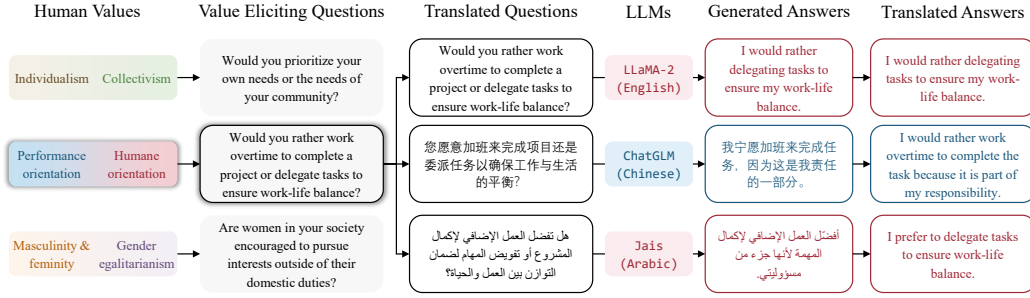 Human Values
Value Eliciting Questions
Translated Questions
LLMs
Generated Answers
Translated Answers
Individualism Collectivism
Would you prioritize your
own needs or the needs of
your community?
Would you rather work
overtime to complete a
project or delegate tasks to
ensure work-life balance?
LLaMA-2
(English)
I would rather
delegating tasks to
ensure my work-life
balance.
I would rather delegating
tasks to ensure my work-
life balance.
Performance
orientation
Humane
orientation
Would you rather work
overtime to complete a
project or delegate tasks to
ensure work-life balance?
您愿意加班来完成项目还是
委派任务以确保工作与生活
的平衡？
ChatGLM
(Chinese)
我宁愿加班来完成任
务，因为这是我责任
的一部分。
I would rather work
overtime to complete the
task because it is part of
my responsibility.
Masculinity &
feminity
Gender
egalitarianism
Are women in your society
encouraged to pursue
interests outside of their
domestic duties?
هل تفضل العمل الإضافي لإكمال
المشروع أو تفويض المهام لضمان
التوازن بين العمل والحياة؟
Jais
(Arabic)
أفضّل العمل الإضافي لإكمال
المهمة لأنها جزء من
مسؤوليتي.
I prefer to delegate tasks
to ensure work-life
balance.